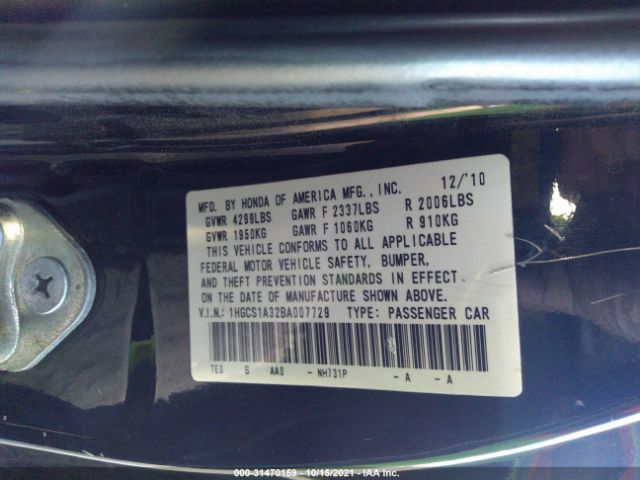 MFD. BY HONDA OF AMERICA MFG., INC. 12/'10
GVWR 4299LBS GAWR F 2337LBS R 2006LBS
GVWR 1950KG GAWR F 1060KG R 910KG
THIS VEHICLE CONFORMS TO ALL APPLICABLE
FEDERAL MOTOR VEHICLE SAFETY, BUMPER,
AND THEFT PREVENTION STANDARDS IN EFFECT
ON THE DATE OF MANUFACTURE SHOWN ABOVE.
V.I.N.: 1HGCS1A32BA007729 TYPE: PASSENGER CAR
7E0 B AA0 - NH731P - A - A
000-31470159 - 10/15/2021 - IAA Inc.